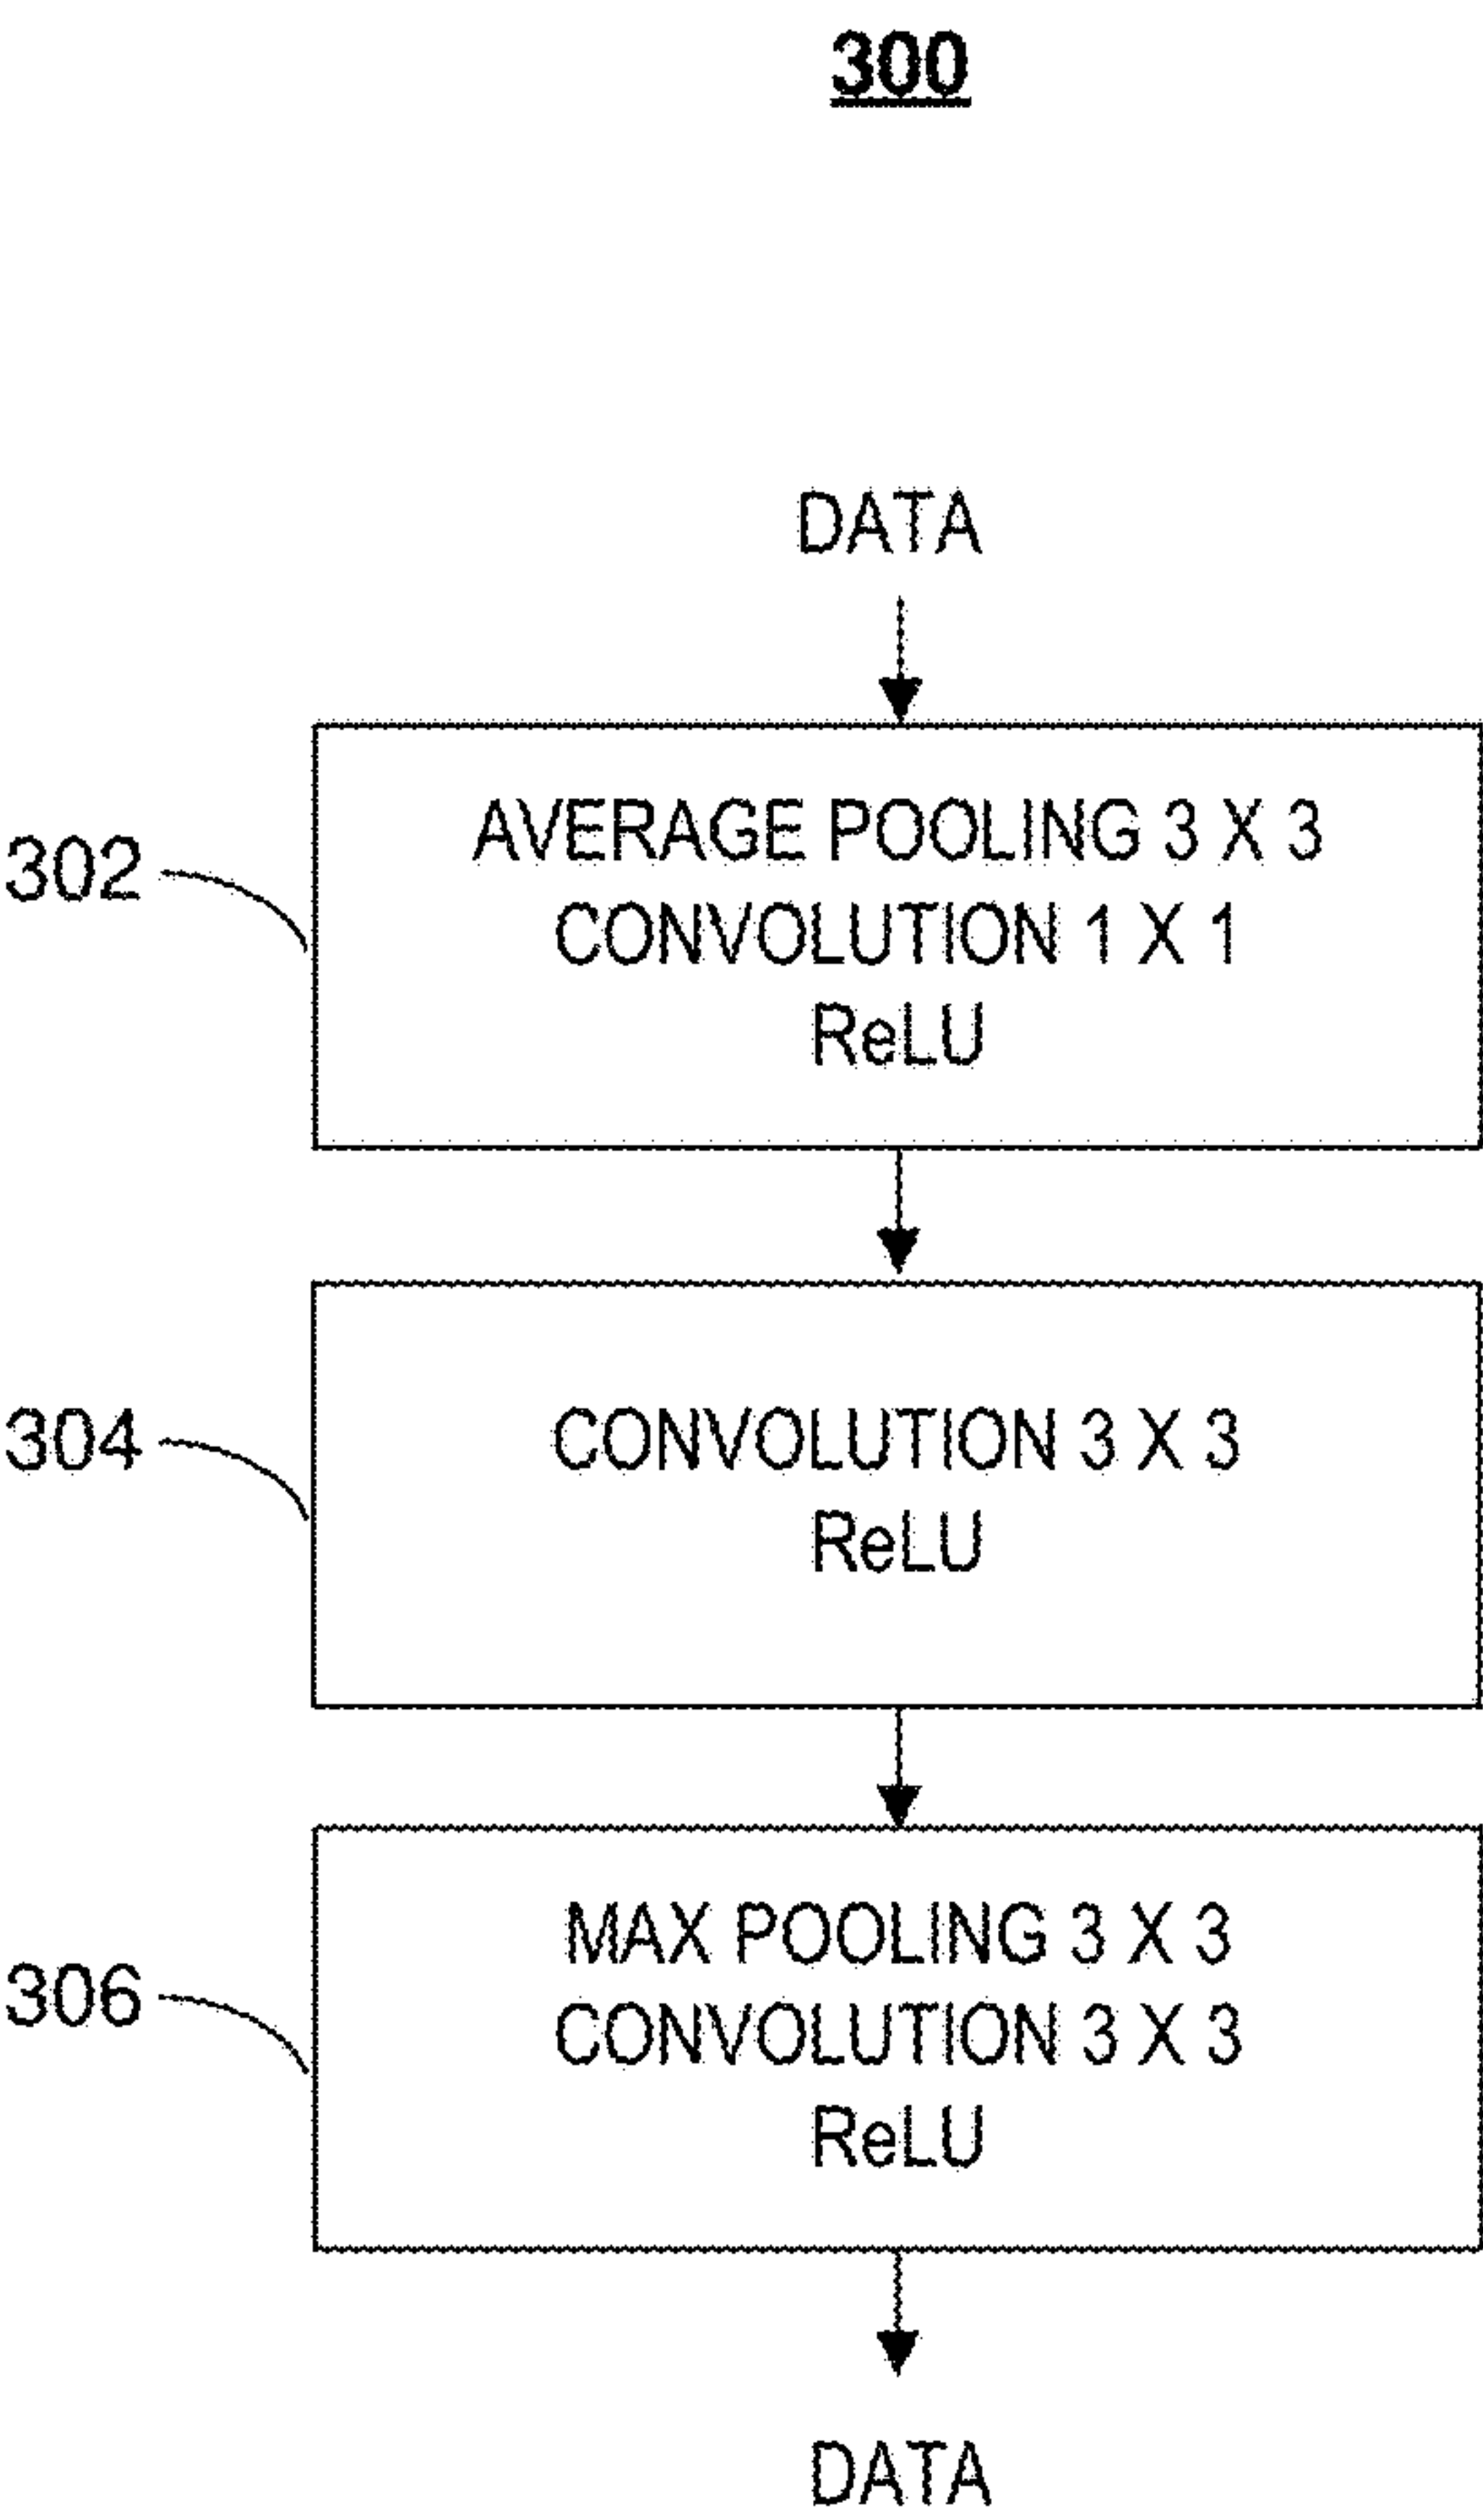 300
DATA
302
AVERAGE POOLING 3 X 3
CONVOLUTION 1 X 1
ReLU
304
CONVOLUTION 3 X 3
ReLU
306
MAX POOLING 3 X 3
CONVOLUTION 3 X 3
ReLU
DATA